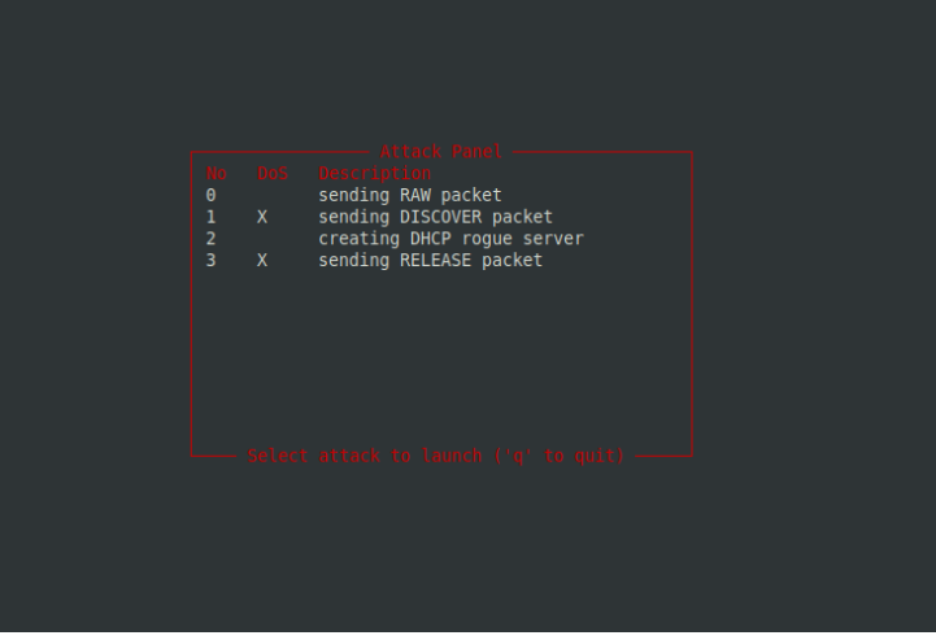 Attack Panel
No DoS Description
0 sending RAW packet
1 X sending DISCOVER packet
2 creating DHCP rogue server
3 X sending RELEASE packet
Select attack to launch ('q' to quit)